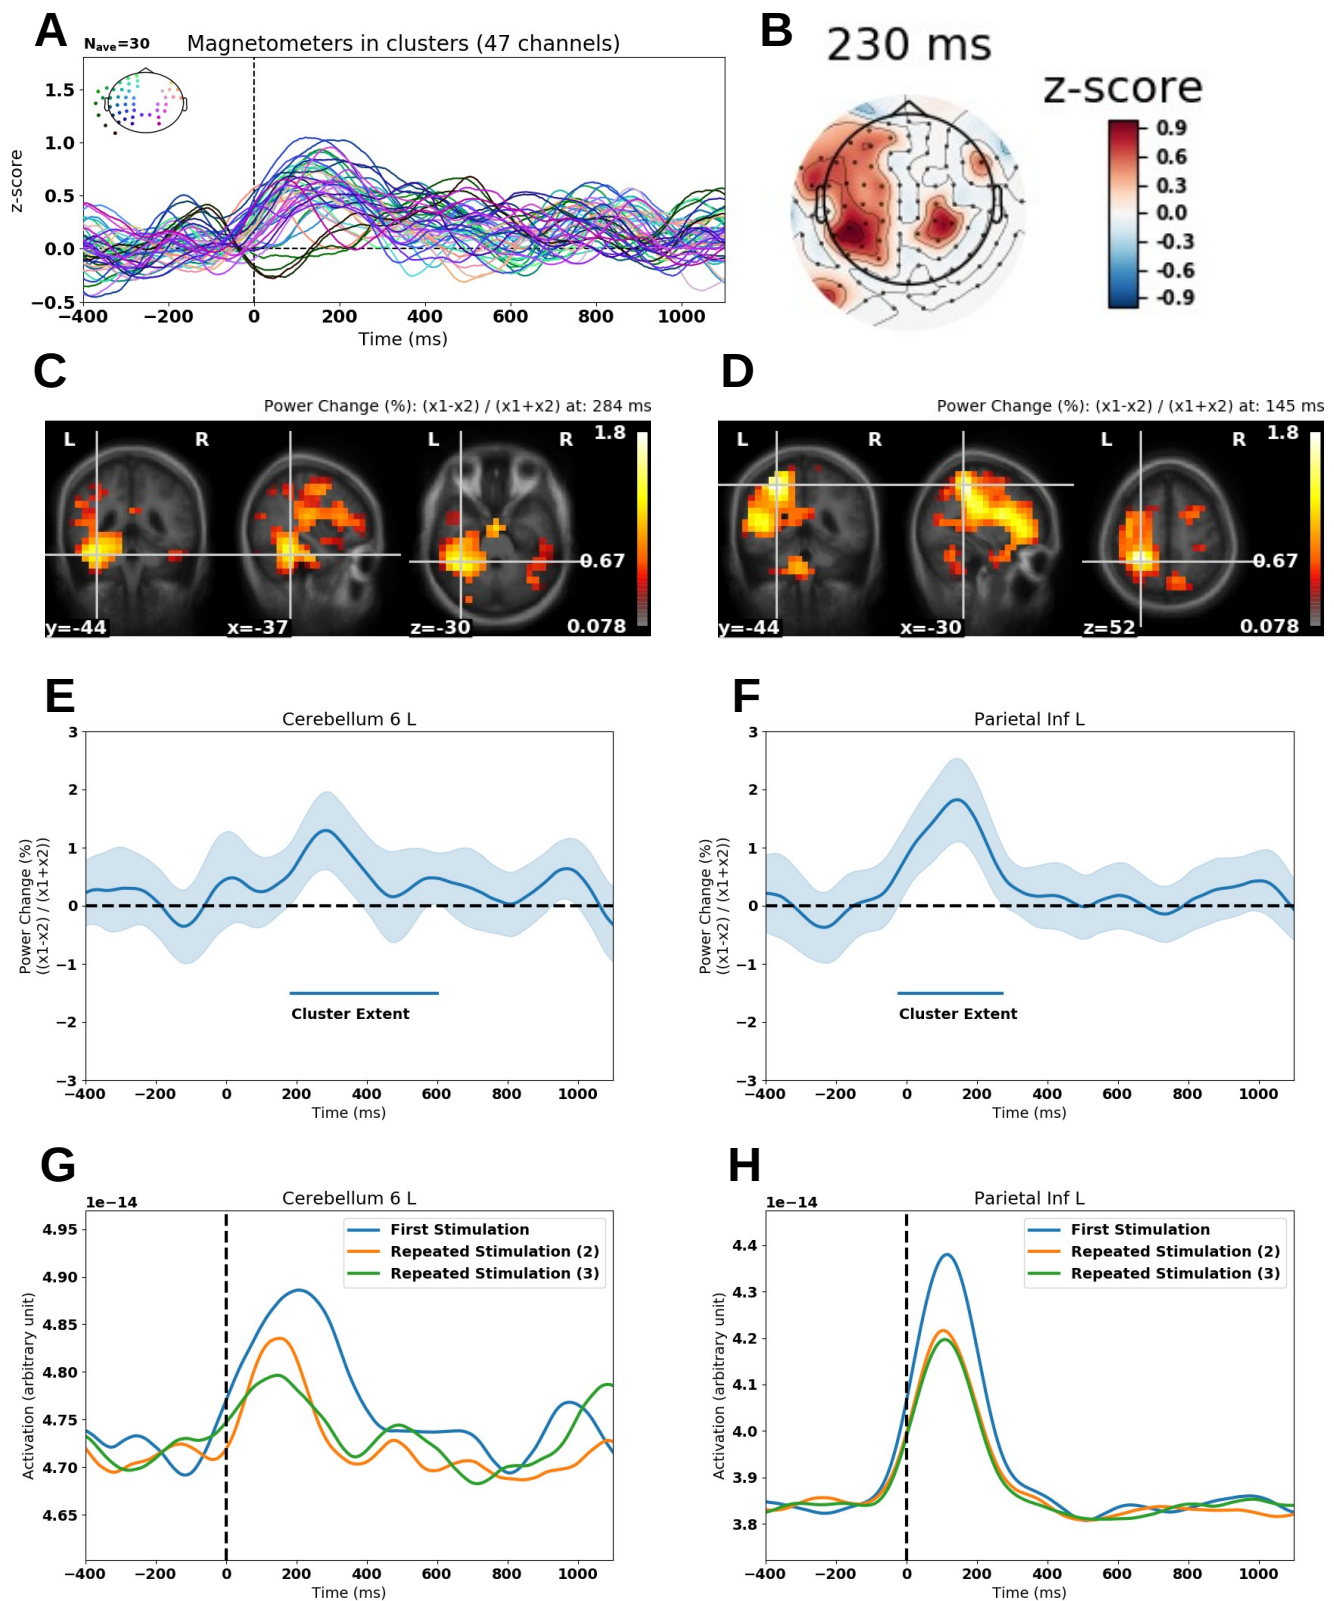 A
N_ave=30
Magnetometers in clusters (47 channels)
z-score
1.5
1.0
0.5
0.0
−0.5
−400 −200 0 200 400 600 800 1000
Time (ms)
B
230 ms
z-score
0.9
0.6
0.3
0.0
-0.3
-0.6
-0.9
C
Power Change (%): (x1-x2) / (x1+x2) at: 284 ms
L R L R
1.8
0.67
0.078
y=-44 x=-37 z=-30
D
Power Change (%): (x1-x2) / (x1+x2) at: 145 ms
L R L R
1.8
0.67
0.078
y=-44 x=-30 z=52
E
Cerebellum 6 L
Power Change (%)
((x1-x2) / (x1+x2))
3
2
1
0
−1
−2
−3
Cluster Extent
−400 −200 0 200 400 600 800 1000
Time (ms)
F
Parietal Inf L
Power Change (%)
((x1-x2) / (x1+x2))
3
2
1
0
−1
−2
−3
Cluster Extent
−400 −200 0 200 400 600 800 1000
Time (ms)
G
1e−14
Cerebellum 6 L
Activation (arbitrary unit)
4.95
4.90
4.85
4.80
4.75
4.70
4.65
First Stimulation
Repeated Stimulation (2)
Repeated Stimulation (3)
−400 −200 0 200 400 600 800 1000
Time (ms)
H
1e−14
Parietal Inf L
Activation (arbitrary unit)
4.4
4.3
4.2
4.1
4.0
3.9
3.8
First Stimulation
Repeated Stimulation (2)
Repeated Stimulation (3)
−400 −200 0 200 400 600 800 1000
Time (ms)